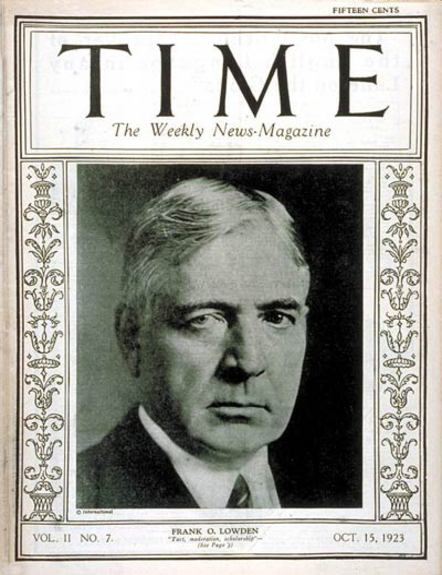 FIFTEEN CENTS
TIME
The Weekly News-Magazine
© International
FRANK O. LOWDEN
"Tact, moderation, scholarship"—
(See Page 3)
VOL. II NO. 7.
OCT. 15, 1923